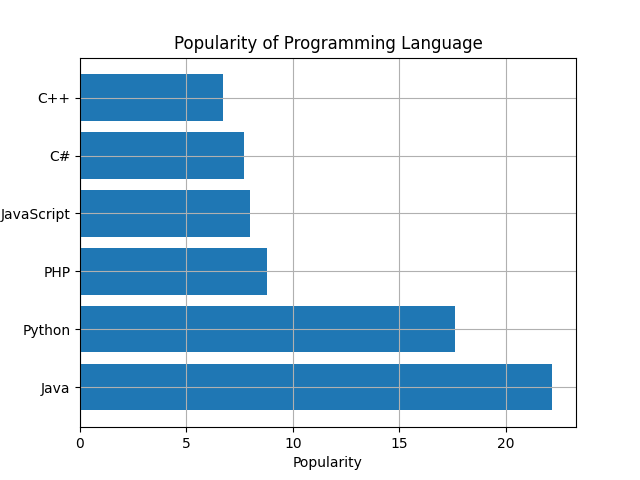 Popularity of Programming Language
C++
C#
JavaScript
PHP
Python
Java
0 5 10 15 20
Popularity